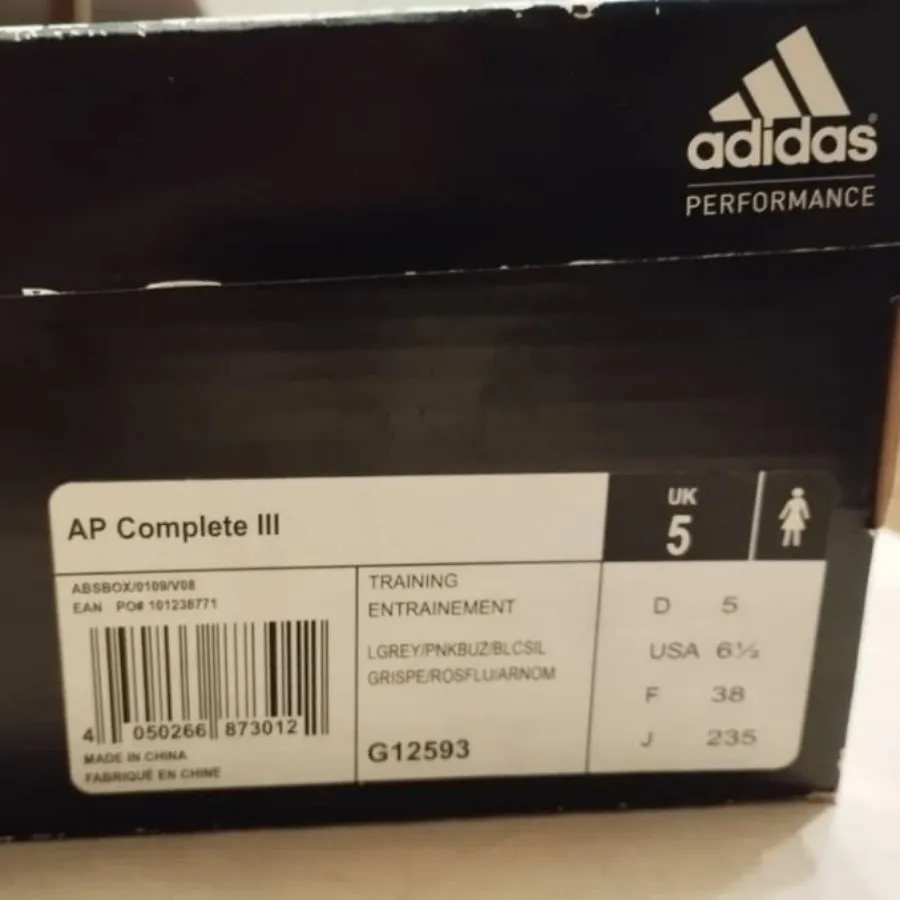 adidas®
PERFORMANCE
AP Complete III
UK
5
ABSBOX/0109/V08
EAN PO# 101238771
4 050266 873012
MADE IN CHINA
FABRIQUÉ EN CHINE
TRAINING
ENTRAINEMENT
LGREY/PNKBUZ/BLCSIL
GRISPE/ROSFLU/ARNOM
G12593
D 5
USA 6½
F 38
J 235